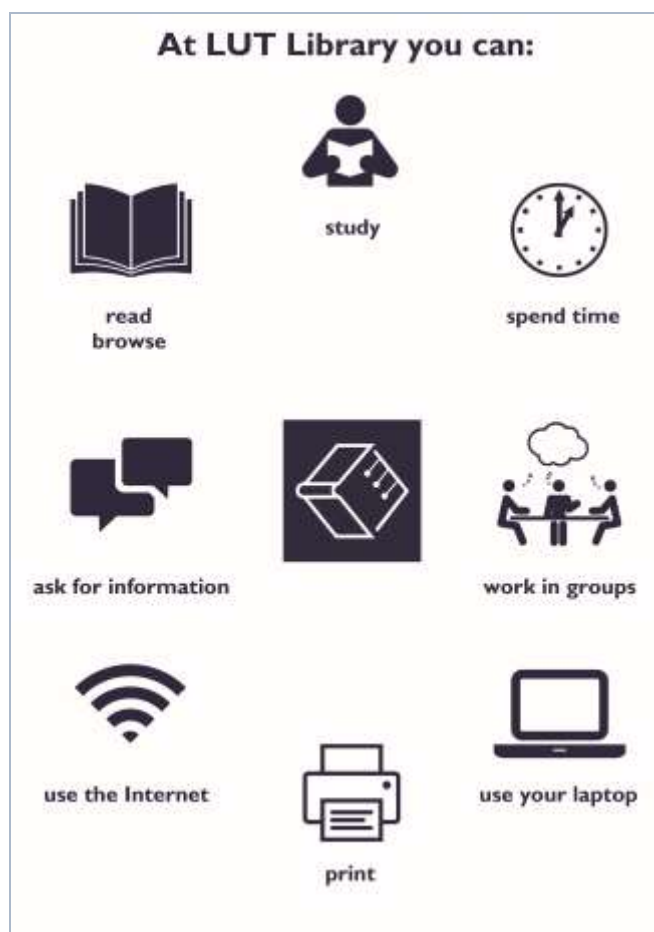 At LUT Library you can:
study
read
browse
spend time
ask for information
work in groups
use the Internet
use your laptop
print